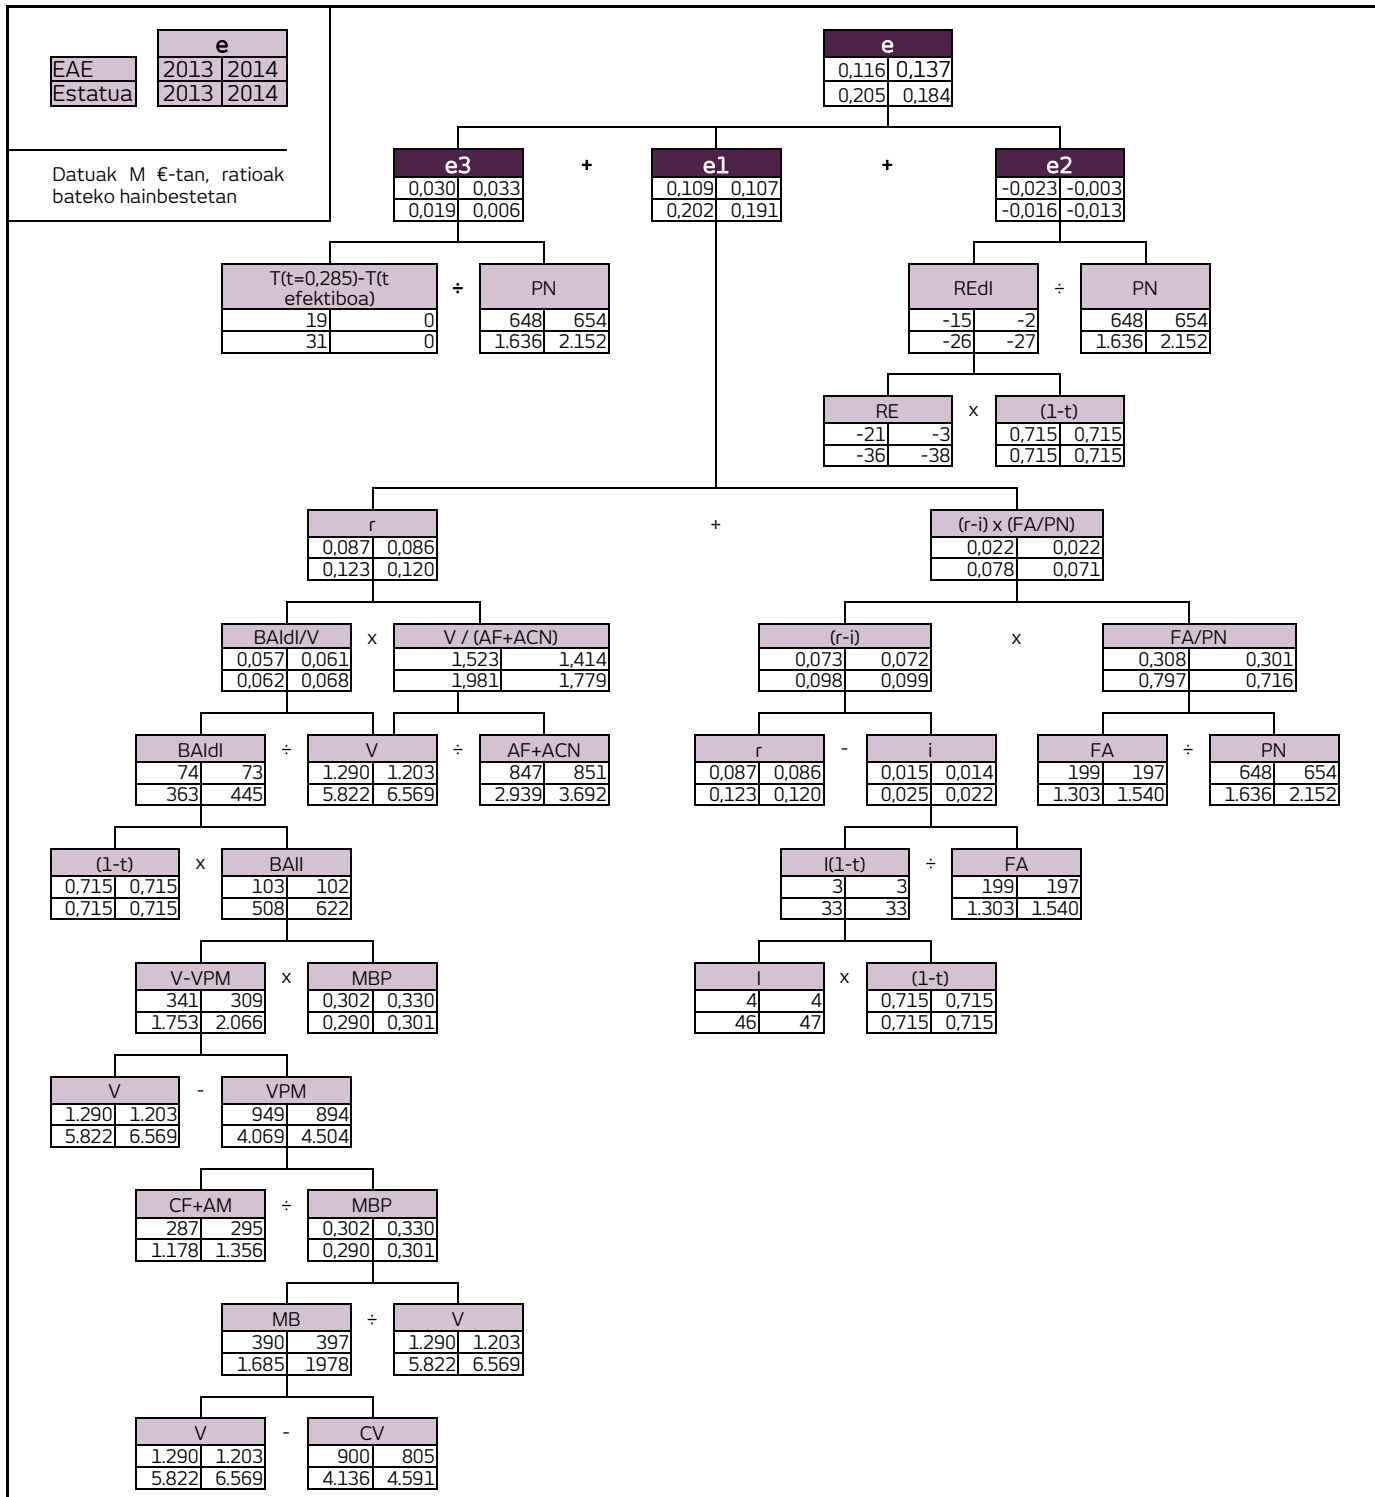 e
EAE 2013 2014
Estatua 2013 2014
Datuak M €-tan, ratioak
bateko hainbestetan
e
0,116 0,137
0,205 0,184
e3 + e1 + e2
0,030 0,033 0,109 0,107 -0,023 -0,003
0,019 0,006 0,202 0,191 -0,016 -0,013
T(t=0,285)-T(t
efektiboa) ÷ PN REdI ÷ PN
19 0 648 654 -15 -2 648 654
31 0 1.636 2.152 -26 -27 1.636 2.152
RE x (1-t)
-21 -3 0,715 0,715
-36 -38 0,715 0,715
r + (r-i) x (FA/PN)
0,087 0,086 0,022 0,022
0,123 0,120 0,078 0,071
BAIdI/V x V / (AF+ACN) (r-i) x FA/PN
0,057 0,061 1,523 1,414 0,073 0,072 0,308 0,301
0,062 0,068 1,981 1,779 0,098 0,099 0,797 0,716
BAIdI ÷ V ÷ AF+ACN r - i FA ÷ PN
74 73 1.290 1.203 847 851 0,087 0,086 0,015 0,014 199 197 648 654
363 445 5.822 6.569 2.939 3.692 0,123 0,120 0,025 0,022 1.303 1.540 1.636 2.152
(1-t) x BAII I(1-t) ÷ FA
0,715 0,715 103 102 3 3 199 197
0,715 0,715 508 622 33 33 1.303 1.540
V-VPM x MBP I x (1-t)
341 309 0,302 0,330 4 4 0,715 0,715
1.753 2.066 0,290 0,301 46 47 0,715 0,715
V - VPM
1.290 1.203 949 894
5.822 6.569 4.069 4.504
CF+AM ÷ MBP
287 295 0,302 0,330
1.178 1.356 0,290 0,301
MB ÷ V
390 397 1.290 1.203
1.685 1978 5.822 6.569
V - CV
1.290 1.203 900 805
5.822 6.569 4.136 4.591